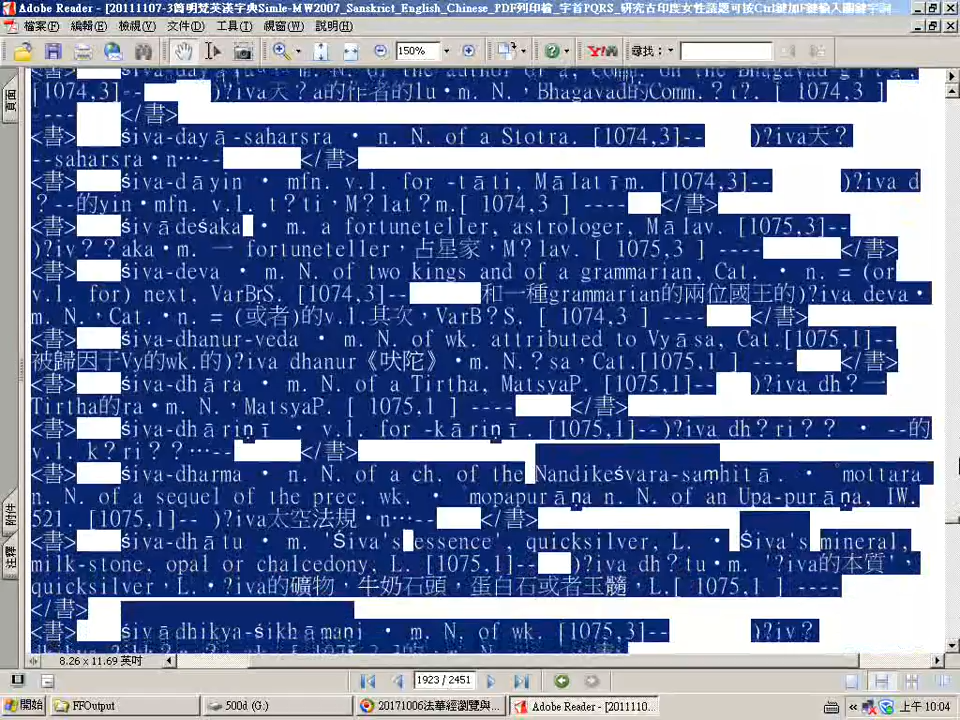 Adobe Reader - [20111107-3簡明梵英漢字典Simle-MW2007_Sanskrict_English_Chinese_PDF列印檔_字首PQRS_研究古印度女性議題可按Ctrl鍵加F鍵輸入關鍵字詞
檔案(F) 編輯(E) 檢視(V) 文件(D) 工具(T) 視窗(W) 說明(H)
150% Y! 尋找：
頁面
附件
注釋
[1074,3]-- )?iva天？a的作者的lu‧m. N.，Bhagavadh的Comm.？t?. [ 1074,3 ]
---- </書>
<書> śiva-dayā-saharsra ‧ n. N. of a Stotra. [1074,3]-- )?iva天？
--saharsra‧n…-- </書>
<書> śiva-dāyin ‧ mfn. v.l. for -tāti, Mālatīm. [1074,3]-- )?iva d
？--的yin‧mfn. v.l. t？ti，M？lat？m.[ 1074,3 ] ---- </書>
<書> śivādeśaka ‧ m. a fortuneteller, astrologer, Mālav. [1075,3]--
)?iv？？aka‧m. 一 fortuneteller，占星家，M？lav. [ 1075,3 ] ---- </書>
<書> śiva-deva ‧ m. N. of two kings and of a grammarian, Cat. ‧ n. = (or
v.l. for) next, VarBrS. [1074,3]-- 和一種grammarian的兩位國王的)?iva deva‧
m. N.，Cat.‧n. = (或者)的v.l.其次，VarB？S. [ 1074,3 ] ---- </書>
<書> śiva-dhanur-veda ‧ m. N. of wk. attributed to Vyāsa, Cat.[1075,1]--
被歸因于Vy的wk.的)?iva dhanur《吠陀》‧m. N.？sa，Cat.[1075,1] ---- </書>
<書> śiva-dhāra ‧ m. N. of a Tirtha, MatsyaP. [1075,1]-- )?iva dh？一
Tirtha的ra‧m. N.，MatsyaP. [ 1075,1 ] ---- </書>
<書> śiva-dhāriṇī ‧ v.l. for -kāriṇī. [1075,1]--)?iva dh？ri？？ ‧ --的
v.l. k？ri？？…-- </書>
<書> śiva-dharma ‧ n. N. of a ch. of the Nandikeśvara-saṃhitā. ‧ ˚mottara
n. N. of a sequel of the prec. wk. ‧ ˚mopapurāṇa n. N. of an Upa-purāṇa, IW.
521. [1075,1]-- )?iva太空法規‧n…-- </書>
<書> śiva-dhātu ‧ m. 'Śiva's essence', quicksilver, L. ‧ Śiva's mineral,
milk-stone, opal or chalcedony, L. [1075,1]-- )?iva dh？tu‧m. '?iva的本質'，
quicksilver，L.‧?iva的礦物，牛奶石頭，蛋白石或者玉髓，L.[ 1075,1 ] ----
</書>
<書> śivādhikya-śikhāmaṇi ‧ m. N. of wk. [1075,3]-- )?iv？
8.26 x 11.69 英吋
1923 / 2451
開始 FFOutput 500d (G:) 20171006法華經瀏覽與... Adobe Reader - [2011110... 上午 10:04